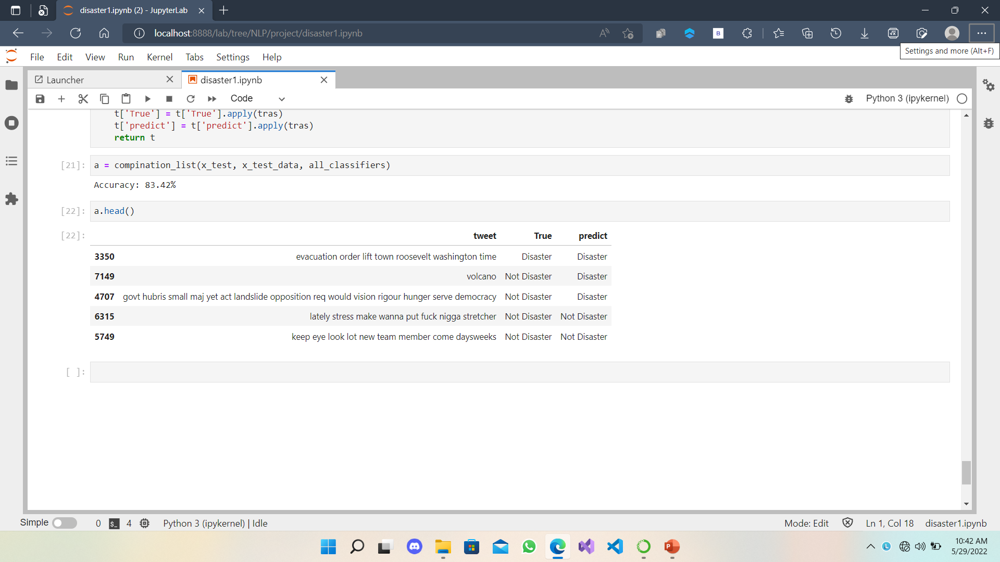 disaster1.ipynb (2) - JupyterLab
localhost:8888/lab/tree/NLP/project/disaster1.ipynb
Settings and more (Alt+F)
File Edit View Run Kernel Tabs Settings Help
Launcher disaster1.ipynb
Code Python 3 (ipykernel)
t['True'] = t['True'].apply(tras)
t['predict'] = t['predict'].apply(tras)
return t
[21]: a = compination_list(x_test, x_test_data, all_classifiers)
Accuracy: 83.42%
[22]: a.head()
[22]: tweet True predict
3350 evacuation order lift town roosevelt washington time Disaster Disaster
7149 volcano Not Disaster Disaster
4707 govt hubris small maj yet act landslide opposition req would vision rigour hunger serve democracy Not Disaster Disaster
6315 lately stress make wanna put fuck nigga stretcher Not Disaster Not Disaster
5749 keep eye look lot new team member come daysweeks Not Disaster Not Disaster
[ ]:
Simple 0 $_ 4 Python 3 (ipykernel) | Idle Mode: Edit Ln 1, Col 18 disaster1.ipynb
10:42 AM
5/29/2022